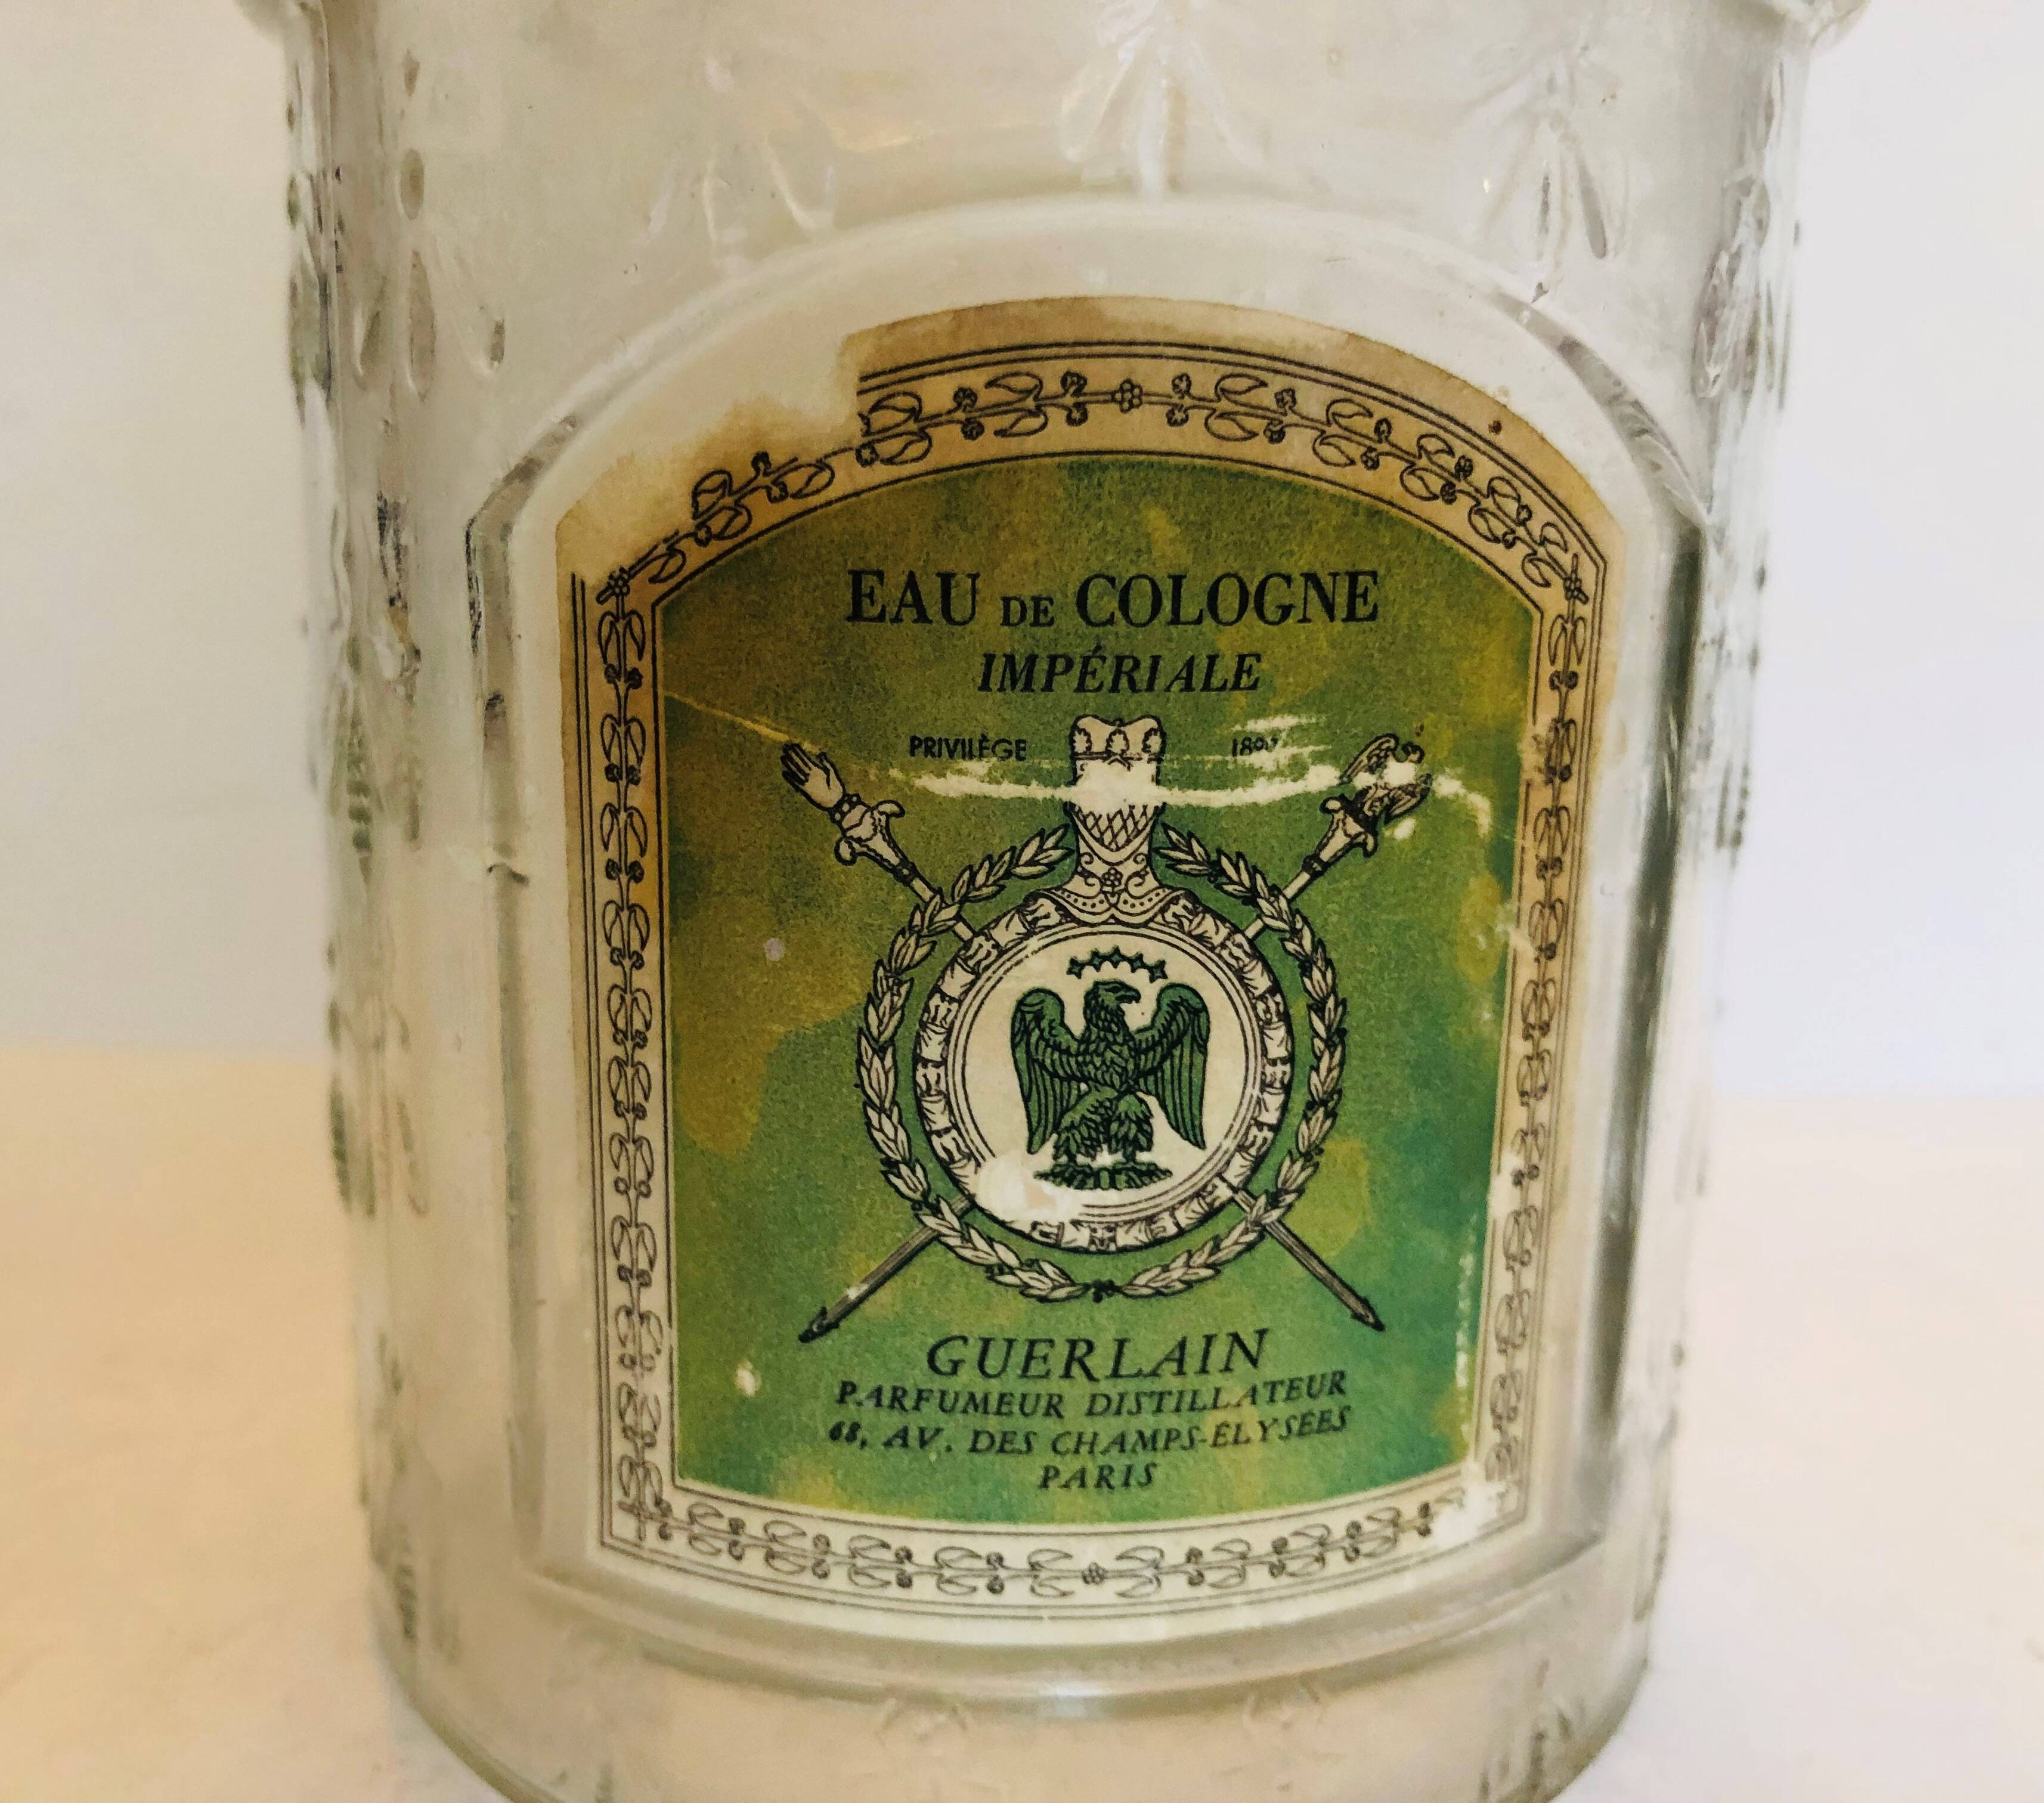 EAU DE COLOGNE
IMPÉRIALE
PRIVILÈGE
GUERLAIN
PARFUMEUR DISTILLATEUR
68, AV. DES CHAMPS-ÉLYSÉES
PARIS